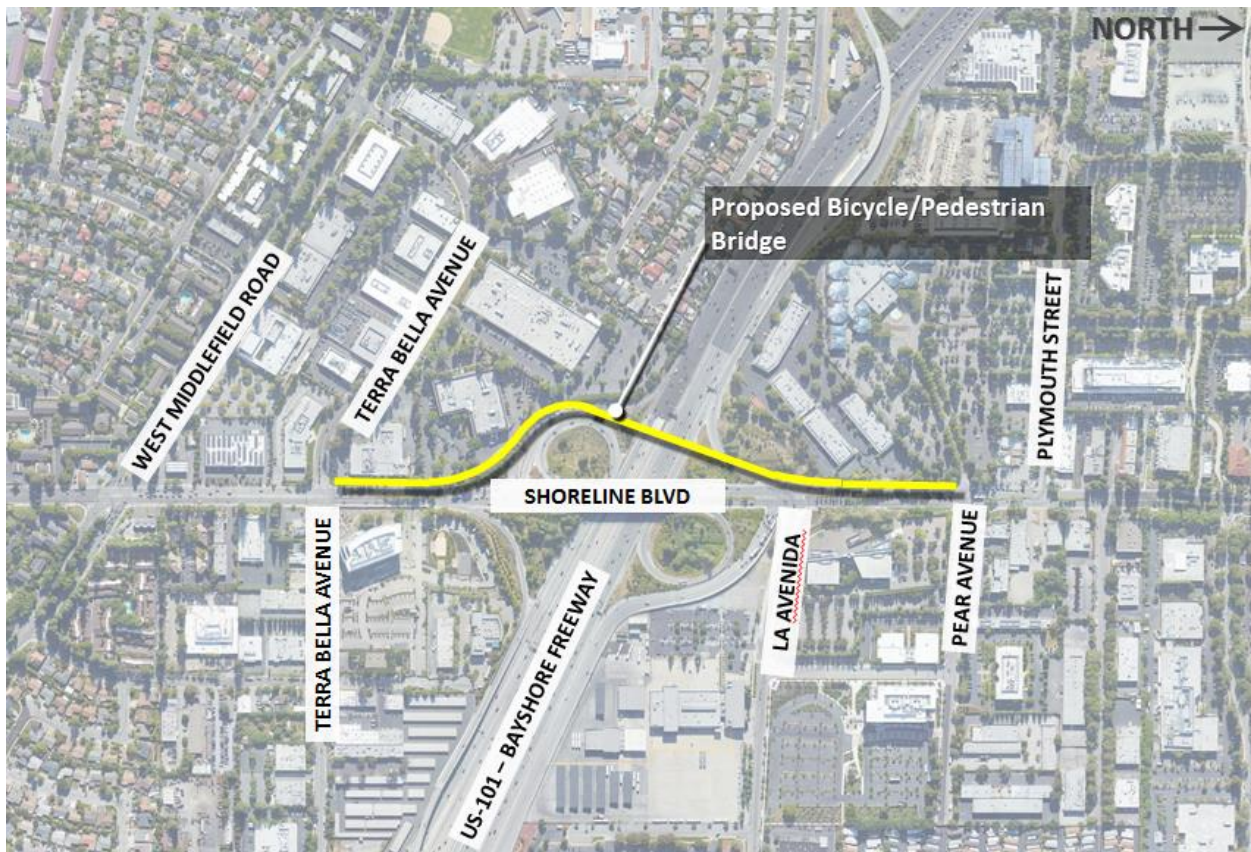 NORTH →
Proposed Bicycle/Pedestrian
Bridge
WEST MIDDLEFIELD ROAD
TERRA BELLA AVENUE
PLYMOUTH STREET
SHORELINE BLVD
TERRA BELLA AVENUE
US-101 – BAYSHORE FREEWAY
LA AVENIDA
PEAR AVENUE